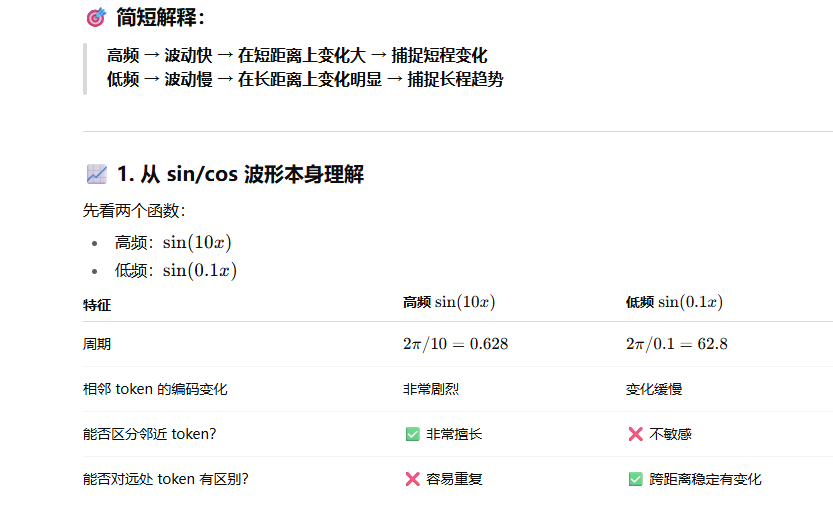 🎯 简短解释：
高频 → 波动快 → 在短距离上变化大 → 捕捉短程变化
低频 → 波动慢 → 在长距离上变化明显 → 捕捉长程趋势
📈 1. 从 sin/cos 波形本身理解
先看两个函数：
• 高频：sin(10x)
• 低频：sin(0.1x)
特征 高频 sin(10x) 低频 sin(0.1x)
周期 2π/10 = 0.628 2π/0.1 = 62.8
相邻 token 的编码变化 非常剧烈 变化缓慢
能否区分邻近 token？ ✅ 非常擅长 ❌ 不敏感
能否对远处 token 有区别？ ❌ 容易重复 ✅ 跨距离稳定有变化